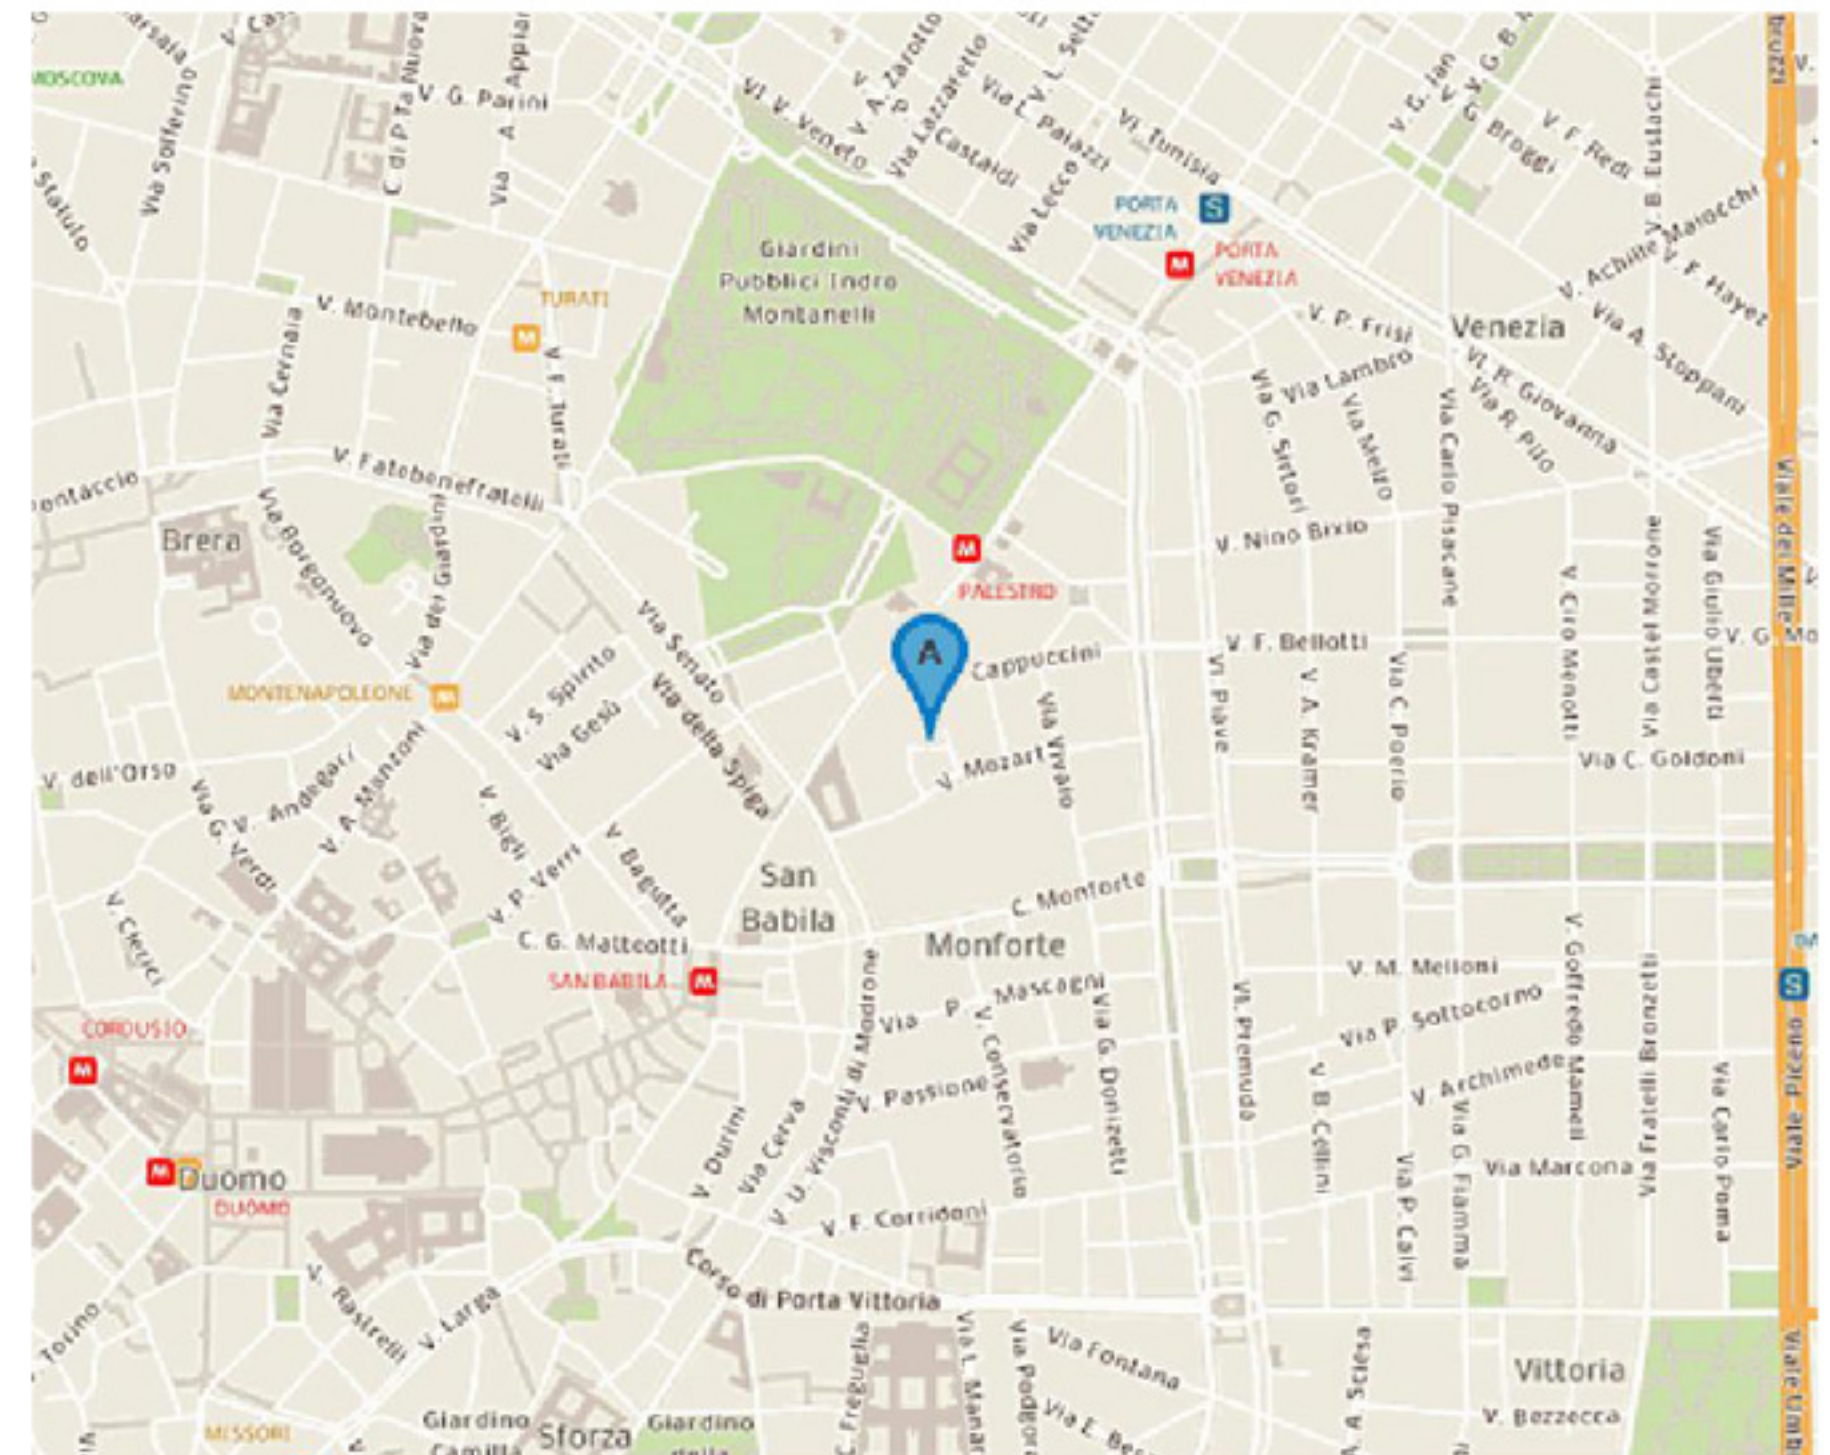 MOSCOVA
Via Solferino
V. G. Parini
C. di P.Ta Nuova
Via A. Appiani
V. Montebello
TURATI
V. F. Turati
Via Cernaia
V. Fatebenefratelli
Brera
Via Borgonuovo
Via dei Giardini
Giardini
Pubblici Indro
Montanelli
Vl. V. Veneto
V. A. Zarotto
Via Lazzaretto
Castaldi
Via L. Palazzi
Via Lecco
Vl. Tunisia
PORTA
VENEZIA
S
M
PORTA
VENEZIA
V. G. Broggi
V. F. Redi
V. B. Eustachi
V. Achille Maiocchi
V. F. Hayez
Via A. Stoppani
Venezia
V. P. Frisi
Via Lambro
Via G. Sirtori
Via Melzo
Via Carlo Pisacane
Vl. R. Giovanna
Via R. Pilo
Viale dei Mille
V. Nino Bixio
V. Ciro Menotti
Via Castel Morrone
Via Giulio Uberti
M
PALESTRO
A
Cappuccini
V. F. Bellotti
Vl. Piave
V. A. Kramer
Via C. Poerio
Via C. Goldoni
Via Senato
Via della Spiga
V. S. Spirito
Via Gesù
MONTENAPOLEONE
M
V. Mozart
Via Vivaio
V. dell'Orso
Via G. Verdi
V. Andegari
V. A. Manzoni
V. Bigli
V. P. Verri
V. Bagutta
V. Clerici
C. G. Matteotti
San
Babila
SAN BABILA
M
C. Monforte
Monforte
CORDUSIO
M
Via P. Mascagni
V. Passione
V. Conservatorio
Via G. Donizetti
V. U. Visconti di Modrone
V. Durini
Via Cerva
V. F. Corridoni
Vl. Premuda
V. M. Melloni
Via P. Sottocorno
V. Archimede
V. B. Cellini
Via P. Calvi
Via G. Fiamma
V. Goffredo Mameli
Via Fratelli Bronzetti
Via Carlo Poma
Via Marcona
S
Viale Piceno
M
Duomo
DUOMO
V. Rastrelli
V. Larga
Corso di Porta Vittoria
MISSORI
Giardino
Sforza
Giardino
Via Fontana
Vittoria
V. Bezzecca